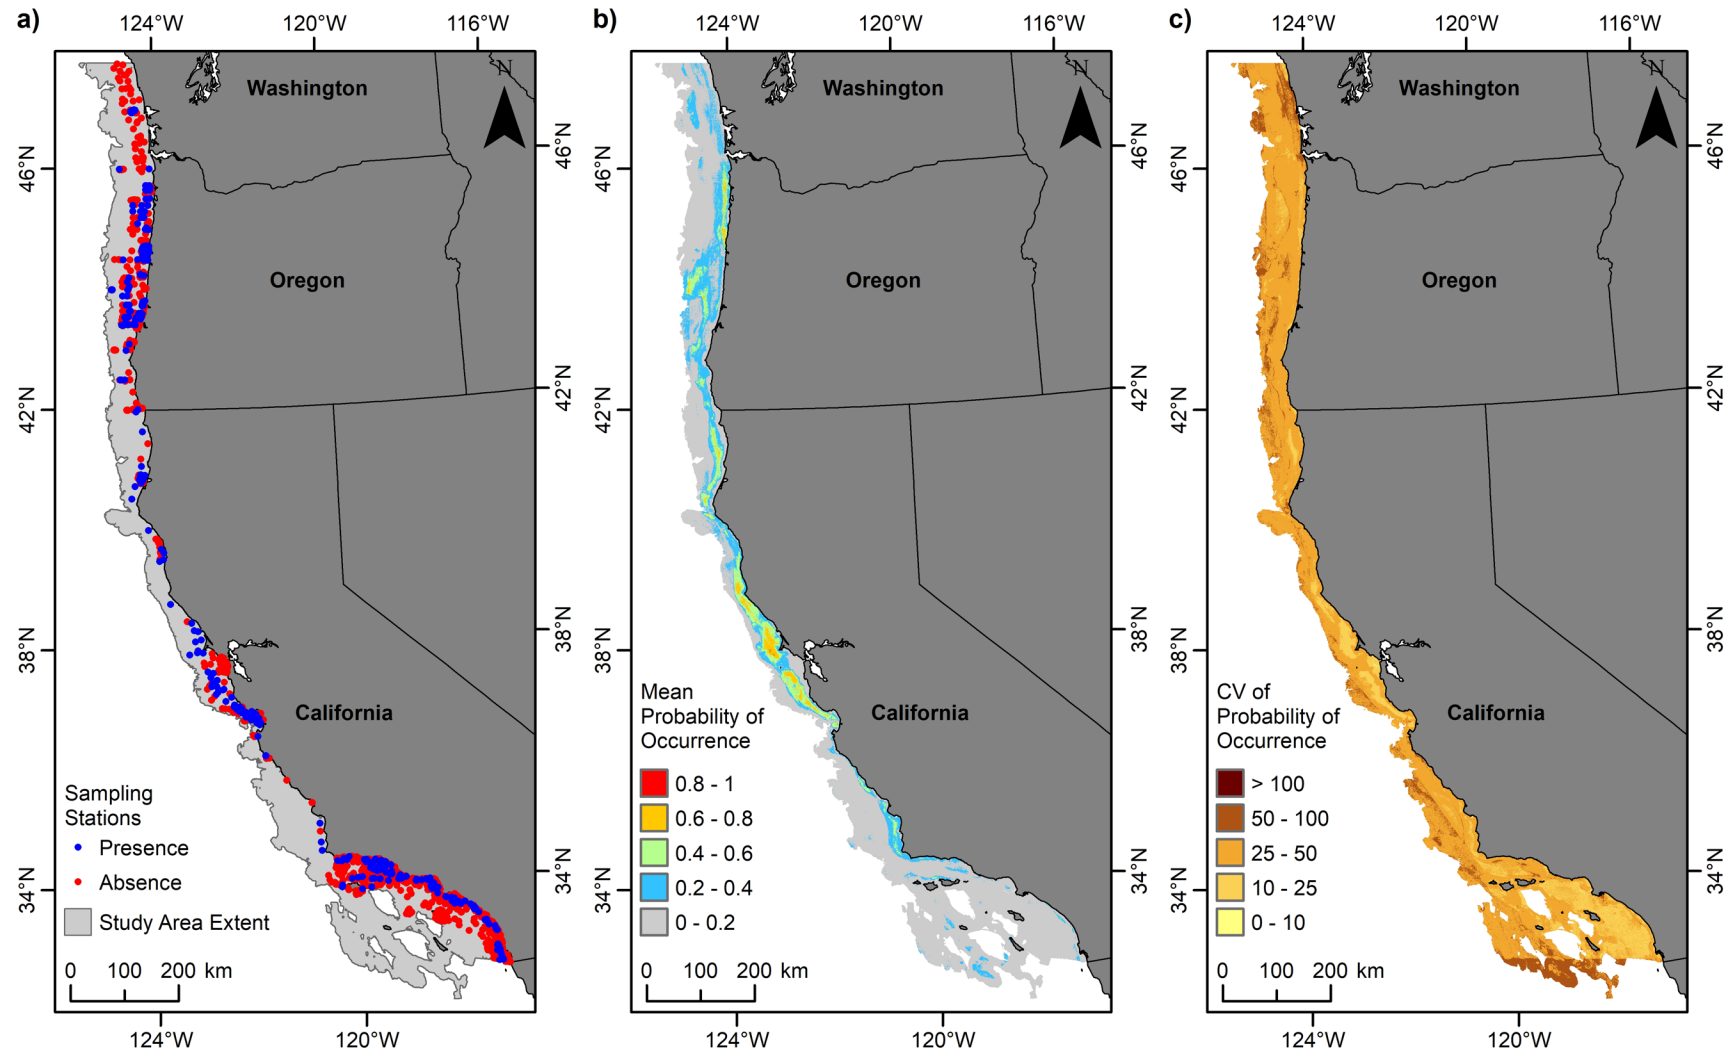 a)
124°W
120°W
116°W
N
Washington
Oregon
California
46°N
42°N
38°N
34°N
46°N
42°N
38°N
34°N
Sampling
Stations
Presence
Absence
Study Area Extent
0 100 200 km
124°W
120°W
b)
124°W
120°W
116°W
N
Washington
Oregon
California
46°N
42°N
38°N
34°N
46°N
42°N
38°N
34°N
Mean
Probability of
Occurrence
0.8 - 1
0.6 - 0.8
0.4 - 0.6
0.2 - 0.4
0 - 0.2
0 100 200 km
124°W
120°W
c)
124°W
120°W
116°W
N
Washington
Oregon
California
46°N
42°N
38°N
34°N
46°N
42°N
38°N
34°N
CV of
Probability of
Occurrence
> 100
50 - 100
25 - 50
10 - 25
0 - 10
0 100 200 km
124°W
120°W